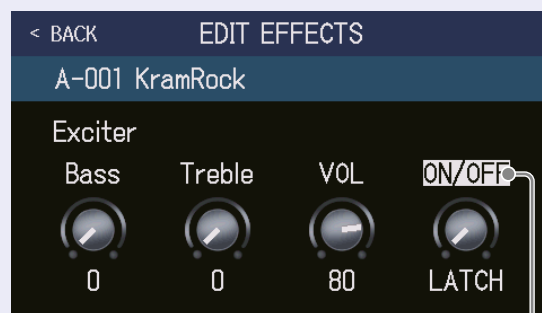 < BACK EDIT EFFECTS
A-001 KramRock
Exciter
Bass Treble VOL ON/OFF
0 0 80 LATCH